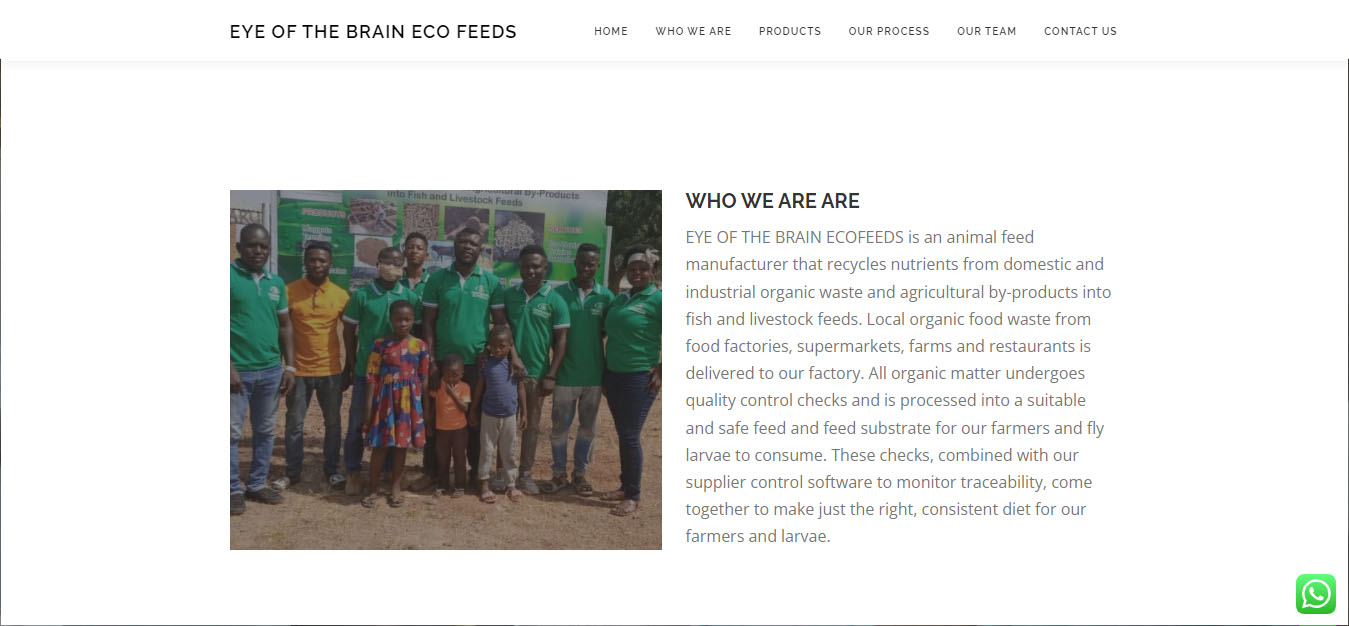 EYE OF THE BRAIN ECO FEEDS
HOME WHO WE ARE PRODUCTS OUR PROCESS OUR TEAM CONTACT US
Agricultural By-Products
into Fish and Livestock Feeds
PRODUCTS
SERVICES
WHO WE ARE ARE
EYE OF THE BRAIN ECOFEEDS is an animal feed
manufacturer that recycles nutrients from domestic and
industrial organic waste and agricultural by-products into
fish and livestock feeds. Local organic food waste from
food factories, supermarkets, farms and restaurants is
delivered to our factory. All organic matter undergoes
quality control checks and is processed into a suitable
and safe feed and feed substrate for our farmers and fly
larvae to consume. These checks, combined with our
supplier control software to monitor traceability, come
together to make just the right, consistent diet for our
farmers and larvae.